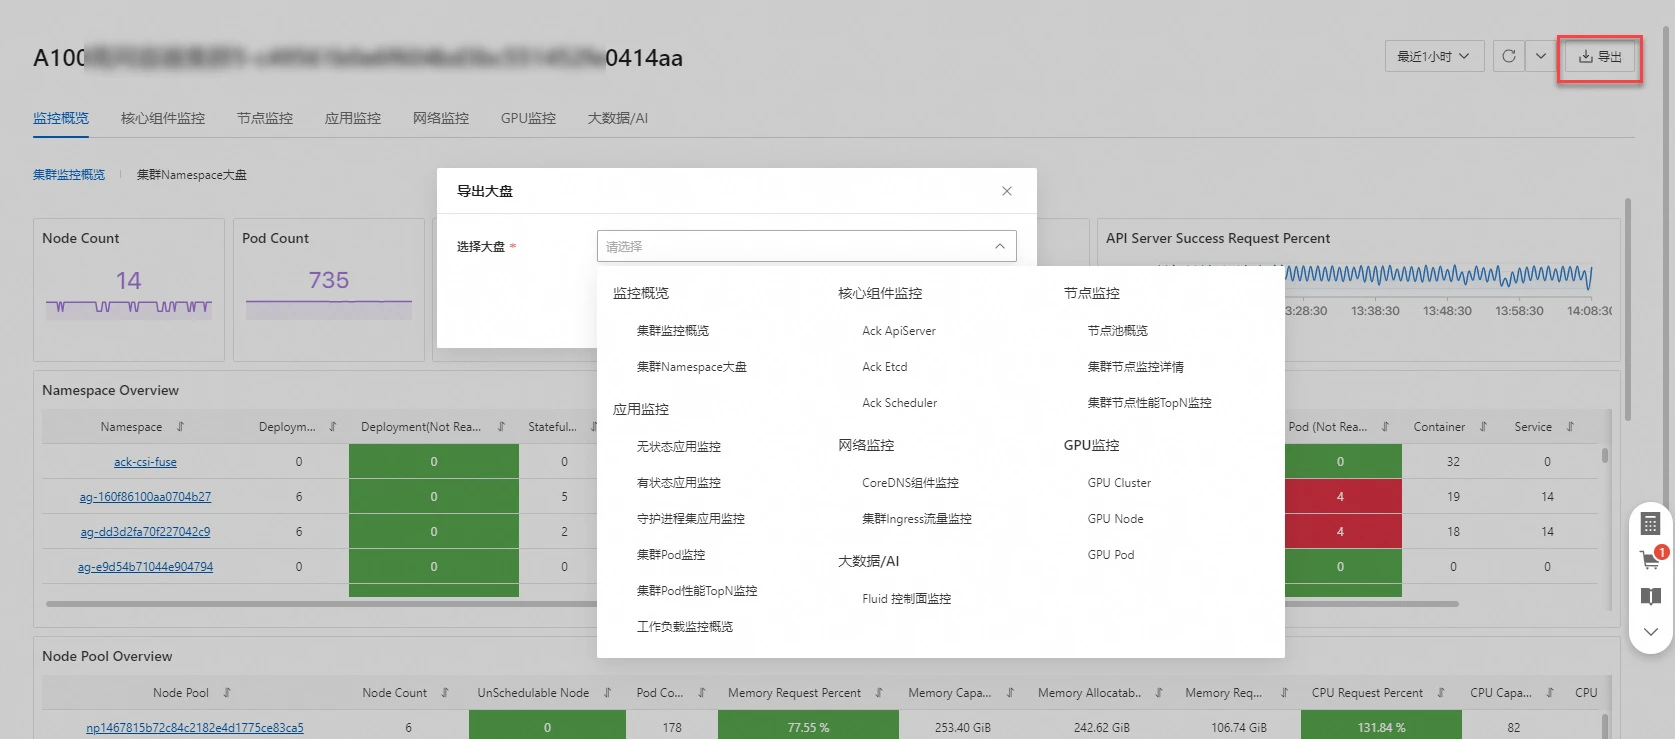 A100
0414aa
最近1小时
导出
监控概览
核心组件监控
节点监控
应用监控
网络监控
GPU监控
大数据/AI
集群监控概览
集群Namespace大盘
导出大盘
选择大盘 *
请选择
监控概览
集群监控概览
集群Namespace大盘
应用监控
无状态应用监控
有状态应用监控
守护进程集应用监控
集群Pod监控
集群Pod性能TopN监控
工作负载监控概览
核心组件监控
Ack ApiServer
Ack Etcd
Ack Scheduler
网络监控
CoreDNS组件监控
集群Ingress流量监控
大数据/AI
Fluid 控制面监控
节点监控
节点池概览
集群节点监控详情
集群节点性能TopN监控
GPU监控
GPU Cluster
GPU Node
GPU Pod
Node Count
14
Pod Count
735
API Server Success Request Percent
3:28:30 13:38:30 13:48:30 13:58:30 14:08:30
Namespace Overview
Namespace Deploym... Deployment(Not Rea... Stateful... Pod (Not Rea... Container Service
ack-csi-fuse 0 0 0 0 32 0
ag-160f86100aa0704b27 6 0 5 4 19 14
ag-dd3d2fa70f227042c9 6 0 2 4 18 14
ag-e9d54b71044e904794 0 0 0 0 0 0
1
Node Pool Overview
Node Pool Node Count UnSchedulable Node Pod Co... Memory Request Percent Memory Capa... Memory Allocatab.. Memory Req... CPU Request Percent CPU Capa... CPU
np1467815b72c84c2182e4d1775ce83ca5 6 0 178 77.55 % 253.40 GiB 242.62 GiB 106.74 GiB 131.84 % 82